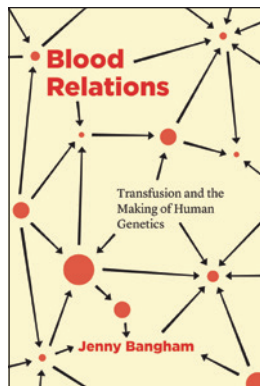 Blood
Relations
Transfusion and the
Making of Human
Genetics
Jenny Bangham